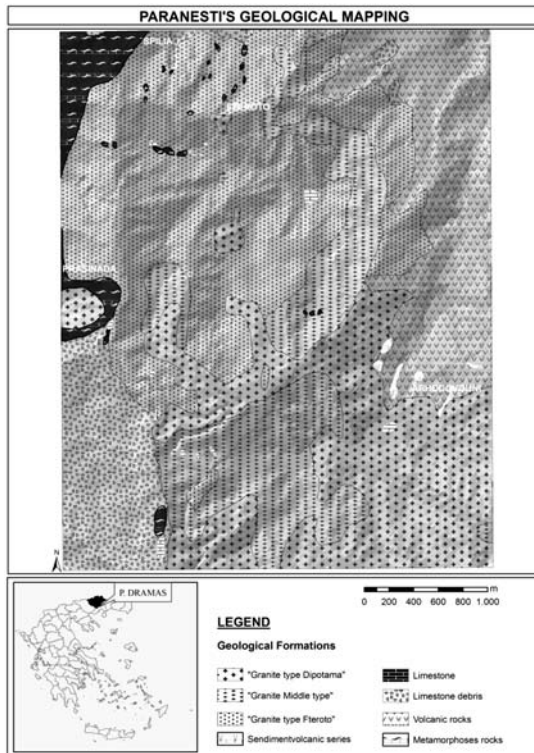 PARANESTI'S GEOLOGICAL MAPPING
SPILIA
PRASINADA
N
P. DRAMAS
m
0 200 400 600 800 1.000
LEGEND
Geological Formations
"Granite type Dipotama"
"Granite Middle type"
"Granite type Fteroto"
Sendimentvolcanic series
Limestone
Limestone debris
Volcanic rocks
Metamorphoses rocks